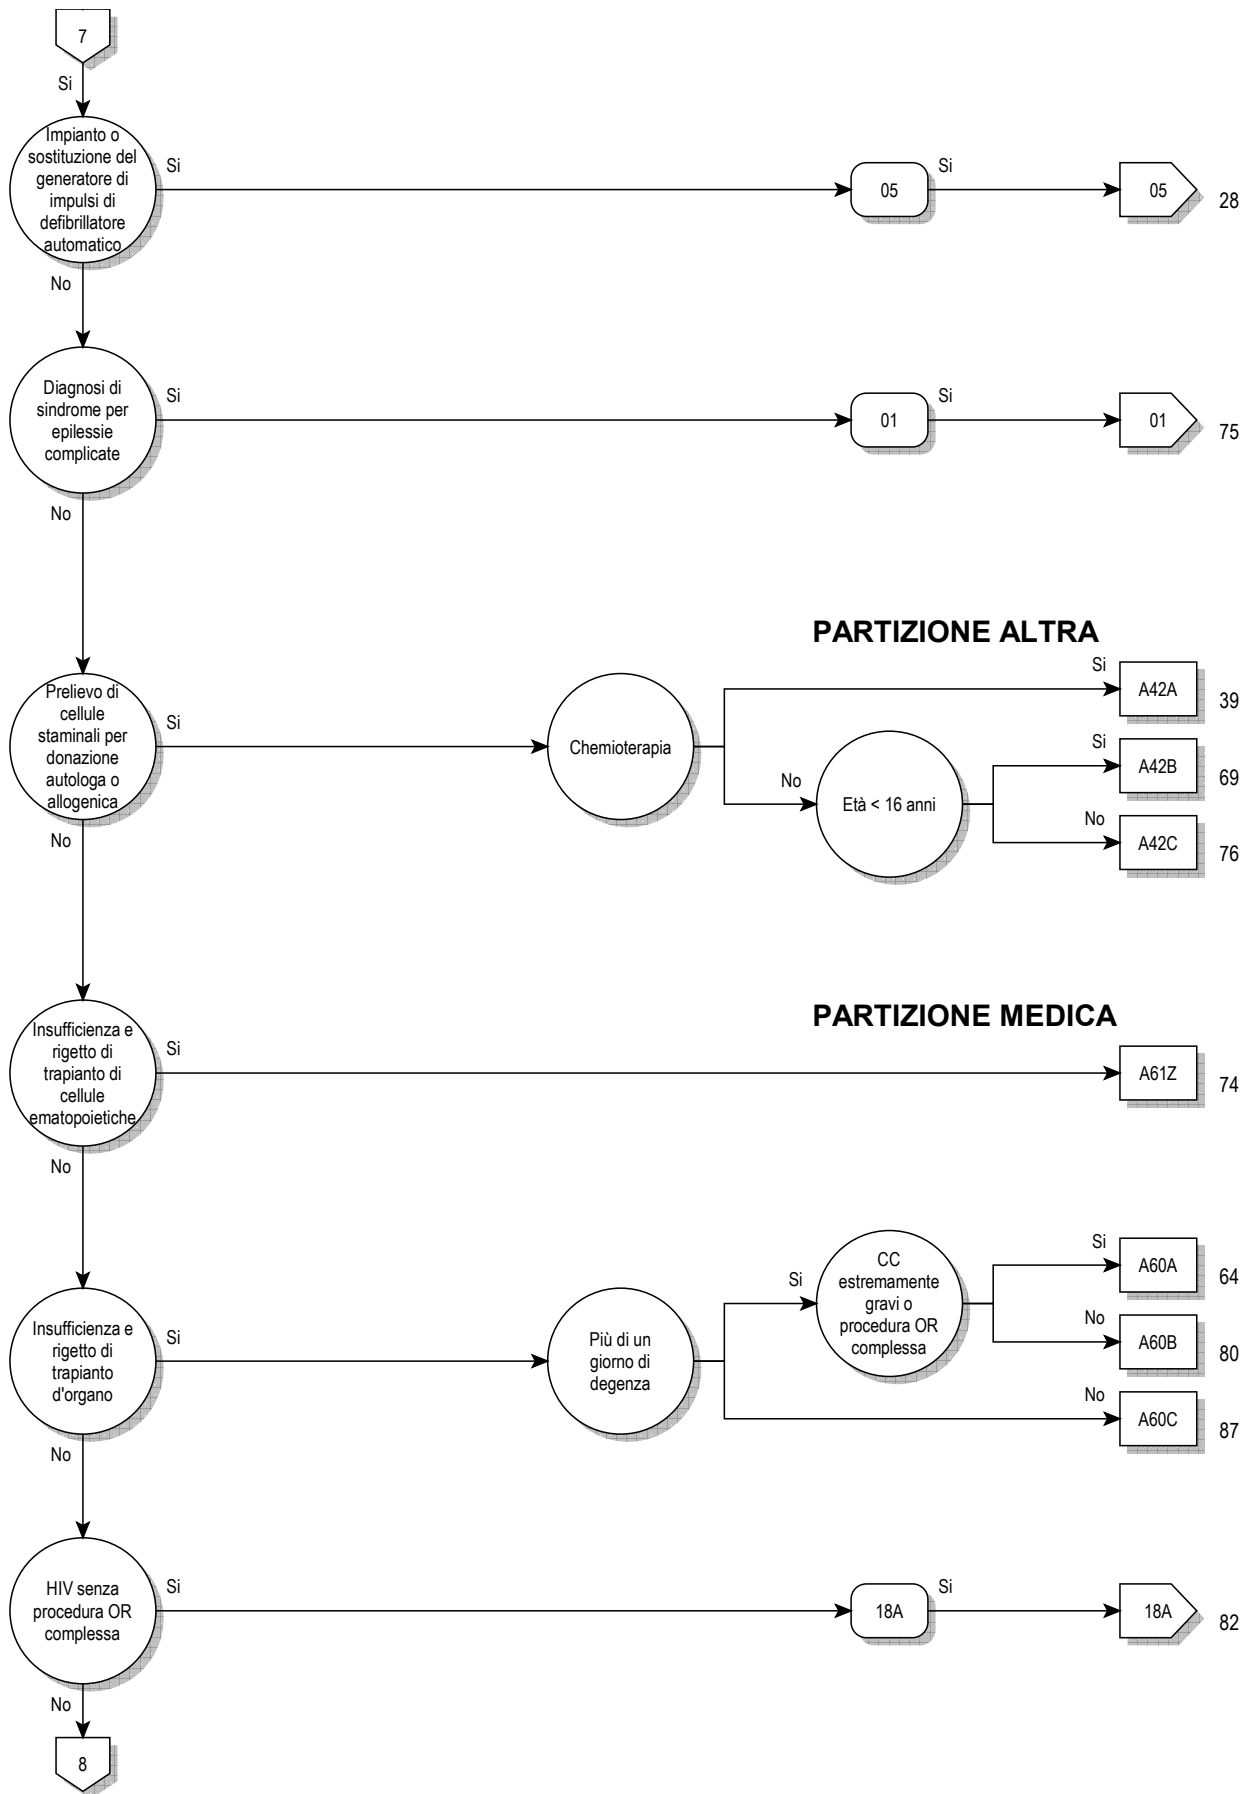 7
Si
Impianto o
sostituzione del
generatore di
impulsi di
defibrillatore
automatico
Si
05
Si
05
28
No
Diagnosi di
sindrome per
epilessie
complicate
Si
01
Si
01
75
No
PARTIZIONE ALTRA
Prelievo di
cellule
staminali per
donazione
autologa o
allogenica
Si
Chemioterapia
Si
A42A
39
No
Età < 16 anni
Si
A42B
69
No
A42C
76
No
PARTIZIONE MEDICA
Insufficienza e
rigetto di
trapianto di
cellule
ematopoietiche
Si
A61Z
74
No
Insufficienza e
rigetto di
trapianto
d'organo
Si
Più di un
giorno di
degenza
Si
CC
estremamente
gravi o
procedura OR
complessa
Si
A60A
64
No
A60B
80
No
A60C
87
No
HIV senza
procedura OR
complessa
Si
18A
Si
18A
82
No
8